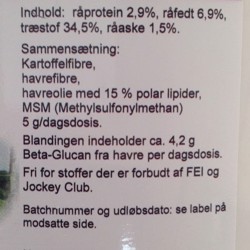 Indhold: råprotein 2,9%, råfedt 6,9%,
træstof 34,5%, råaske 1,5%.
Sammensætning:
Kartoffelfibre,
havrefibre,
havreolie med 15 % polar lipider,
MSM (Methylsulfonylmethan)
5 g/dagsdosis.
Blandingen indeholder ca. 4,2 g
Beta-Glucan fra havre per dagsdosis.
Fri for stoffer der er forbudt af FEI og
Jockey Club.
Batchnummer og udløbsdato: se label på
modsatte side.